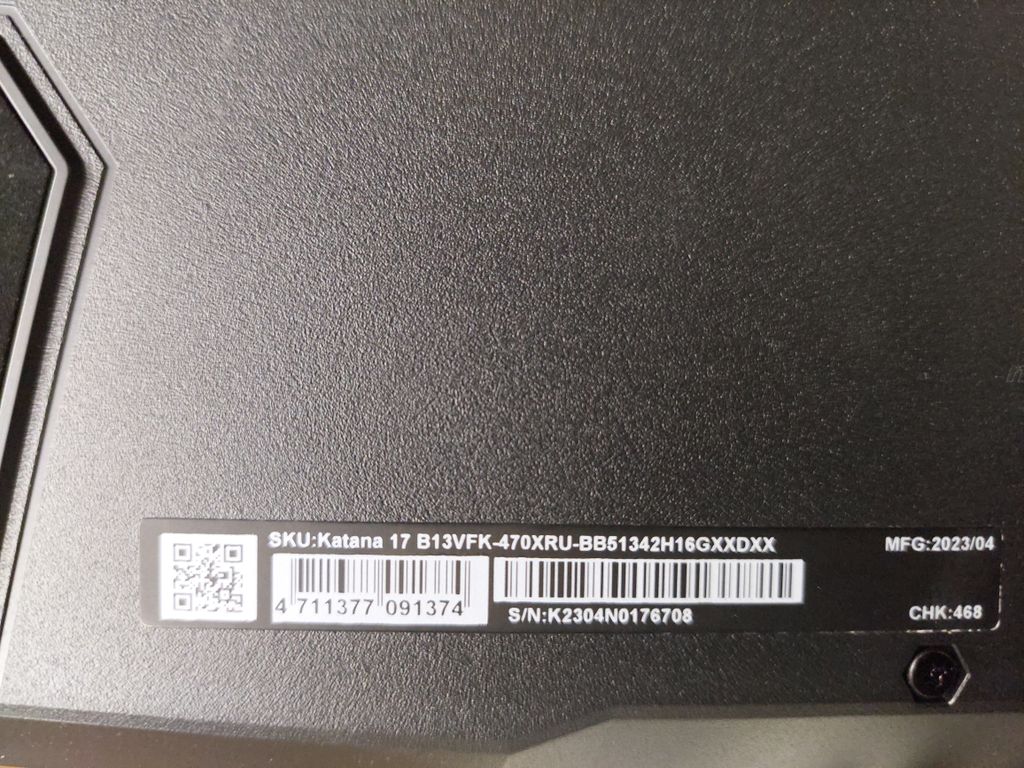 SKU:Katana 17 B13VFK-470XRU-BB51342H16GXXDXX
MFG:2023/04
4 711377 091374
S/N:K2304N0176708
CHK:468